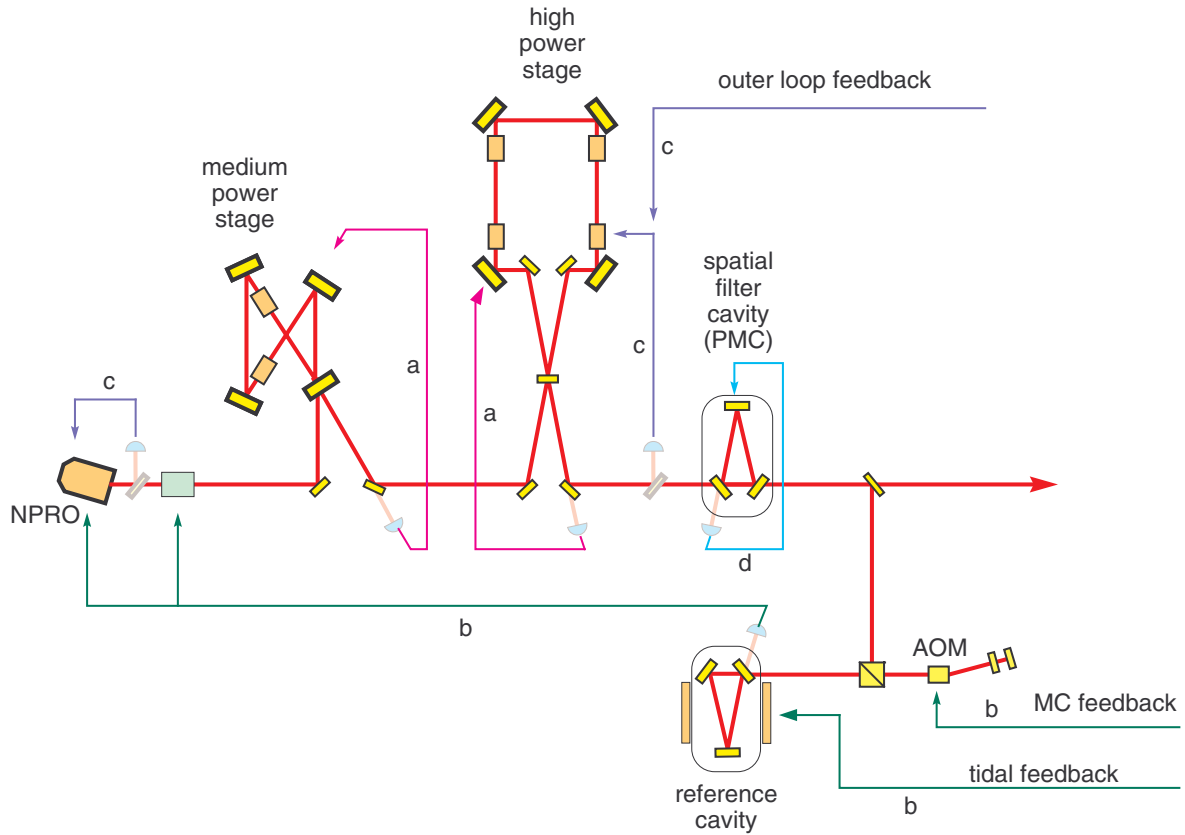 high
power
stage
outer loop feedback
c
medium
power
stage
spatial
filter
cavity
(PMC)
a
c
a
c
NPRO
d
b
AOM
b
MC feedback
tidal feedback
b
reference
cavity